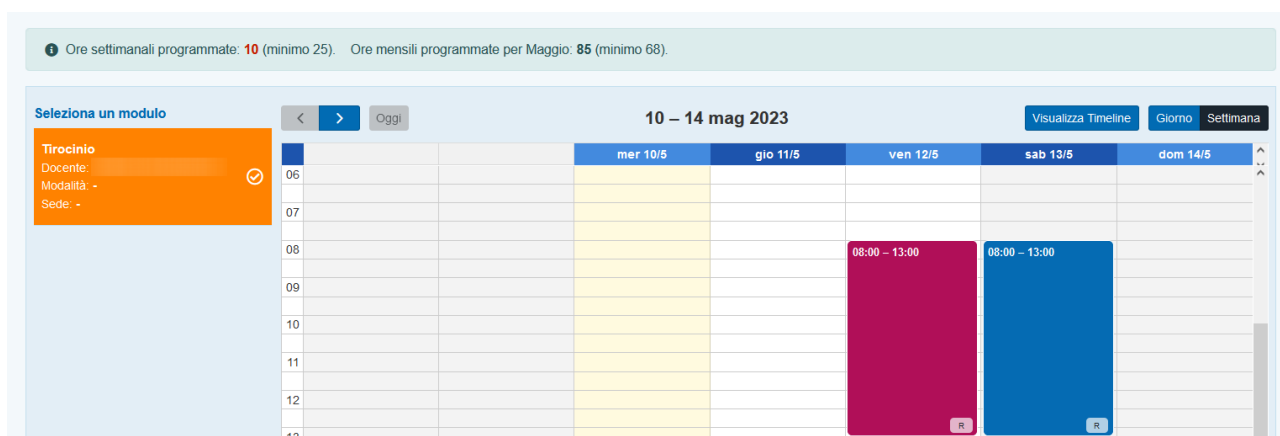 Ore settimanali programmate: 10 (minimo 25). Ore mensili programmate per Maggio: 85 (minimo 68).
Seleziona un modulo
Oggi
10 – 14 mag 2023
Visualizza Timeline
Giorno Settimana
Tirocinio
Docente:
Modalità: -
Sede: -
mer 10/5 gio 11/5 ven 12/5 sab 13/5 dom 14/5
06
07
08
08:00 – 13:00 08:00 – 13:00
09
10
11
12
R R